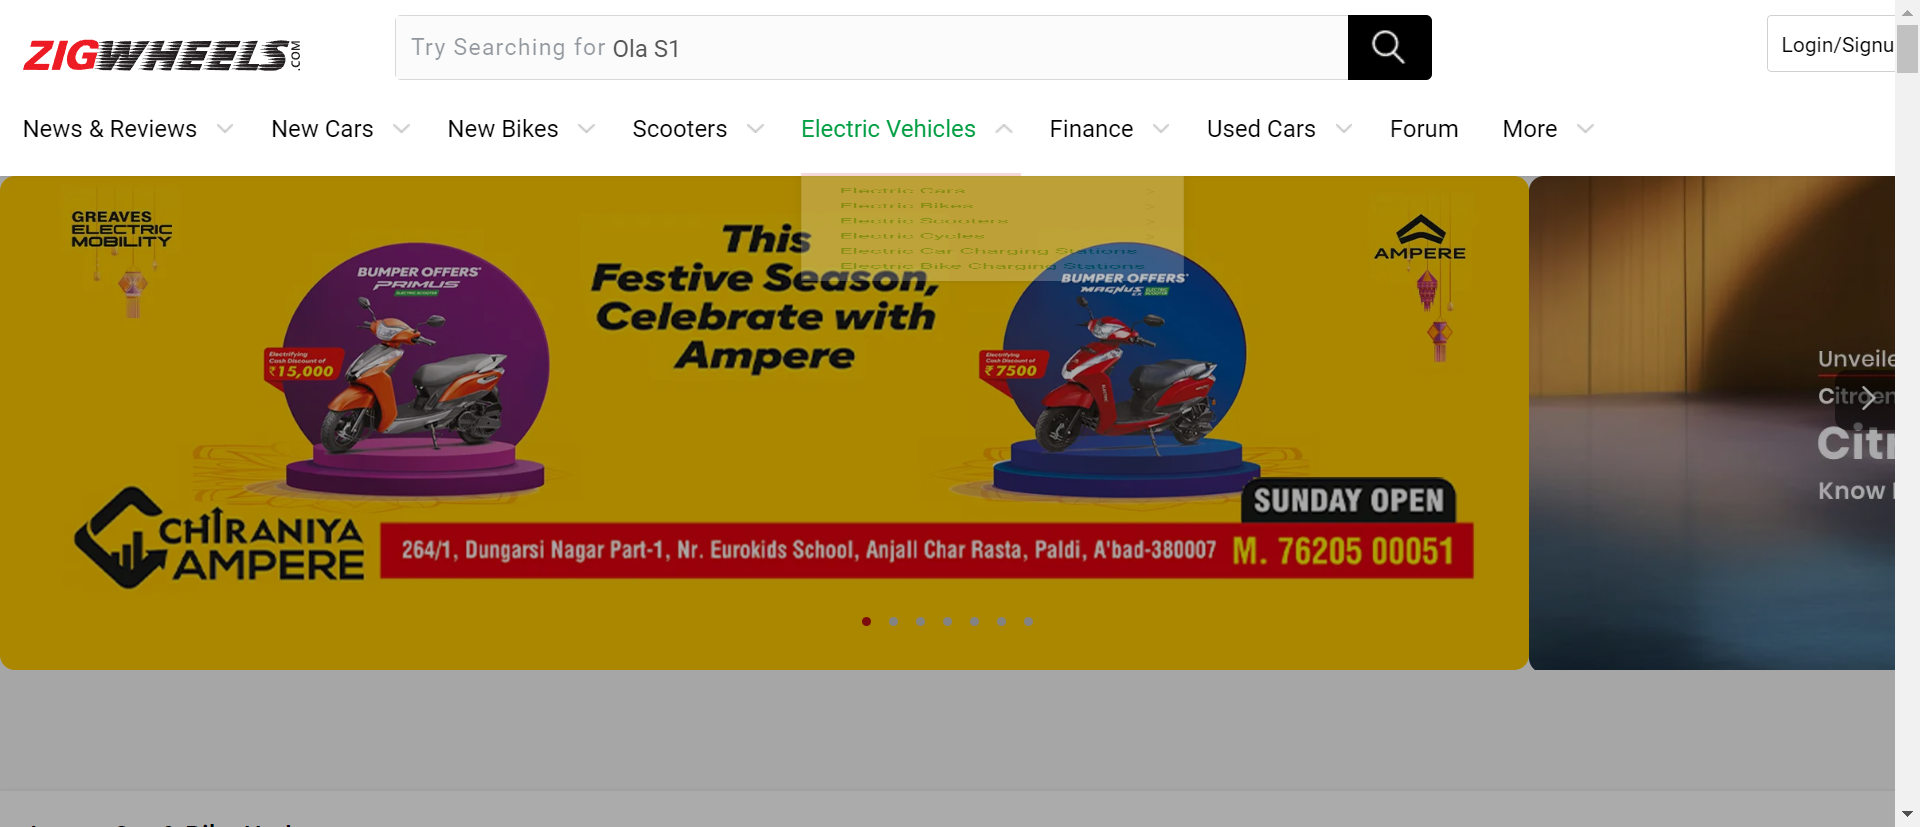 ZIGWHEELS.COM
Try Searching for Ola S1
Login/Signu
News & Reviews
New Cars
New Bikes
Scooters
Electric Vehicles
Finance
Used Cars
Forum
More
Electric Cars
Electric Bikes
Electric Scooters
Electric Cycles
Electric Car Charging Stations
Electric Bike Charging Stations
GREAVES
ELECTRIC
MOBILITY
This
Festive Season,
Celebrate with
Ampere
AMPERE
BUMPER OFFERS*
PRIMUS
ELECTRIC SCOOTER
Electrifying
Cash Discount of
₹15,000
BUMPER OFFERS*
MAGNUS EX
Electrifying
Cash Discount of
₹7500
Unveile
Citroen
Citr
Know
SUNDAY OPEN
CHIRANIYA
AMPERE
264/1, Dungarsi Nagar Part-1, Nr. Eurokids School, Anjali Char Rasta, Paldi, A'bad-380007 M. 76205 00051